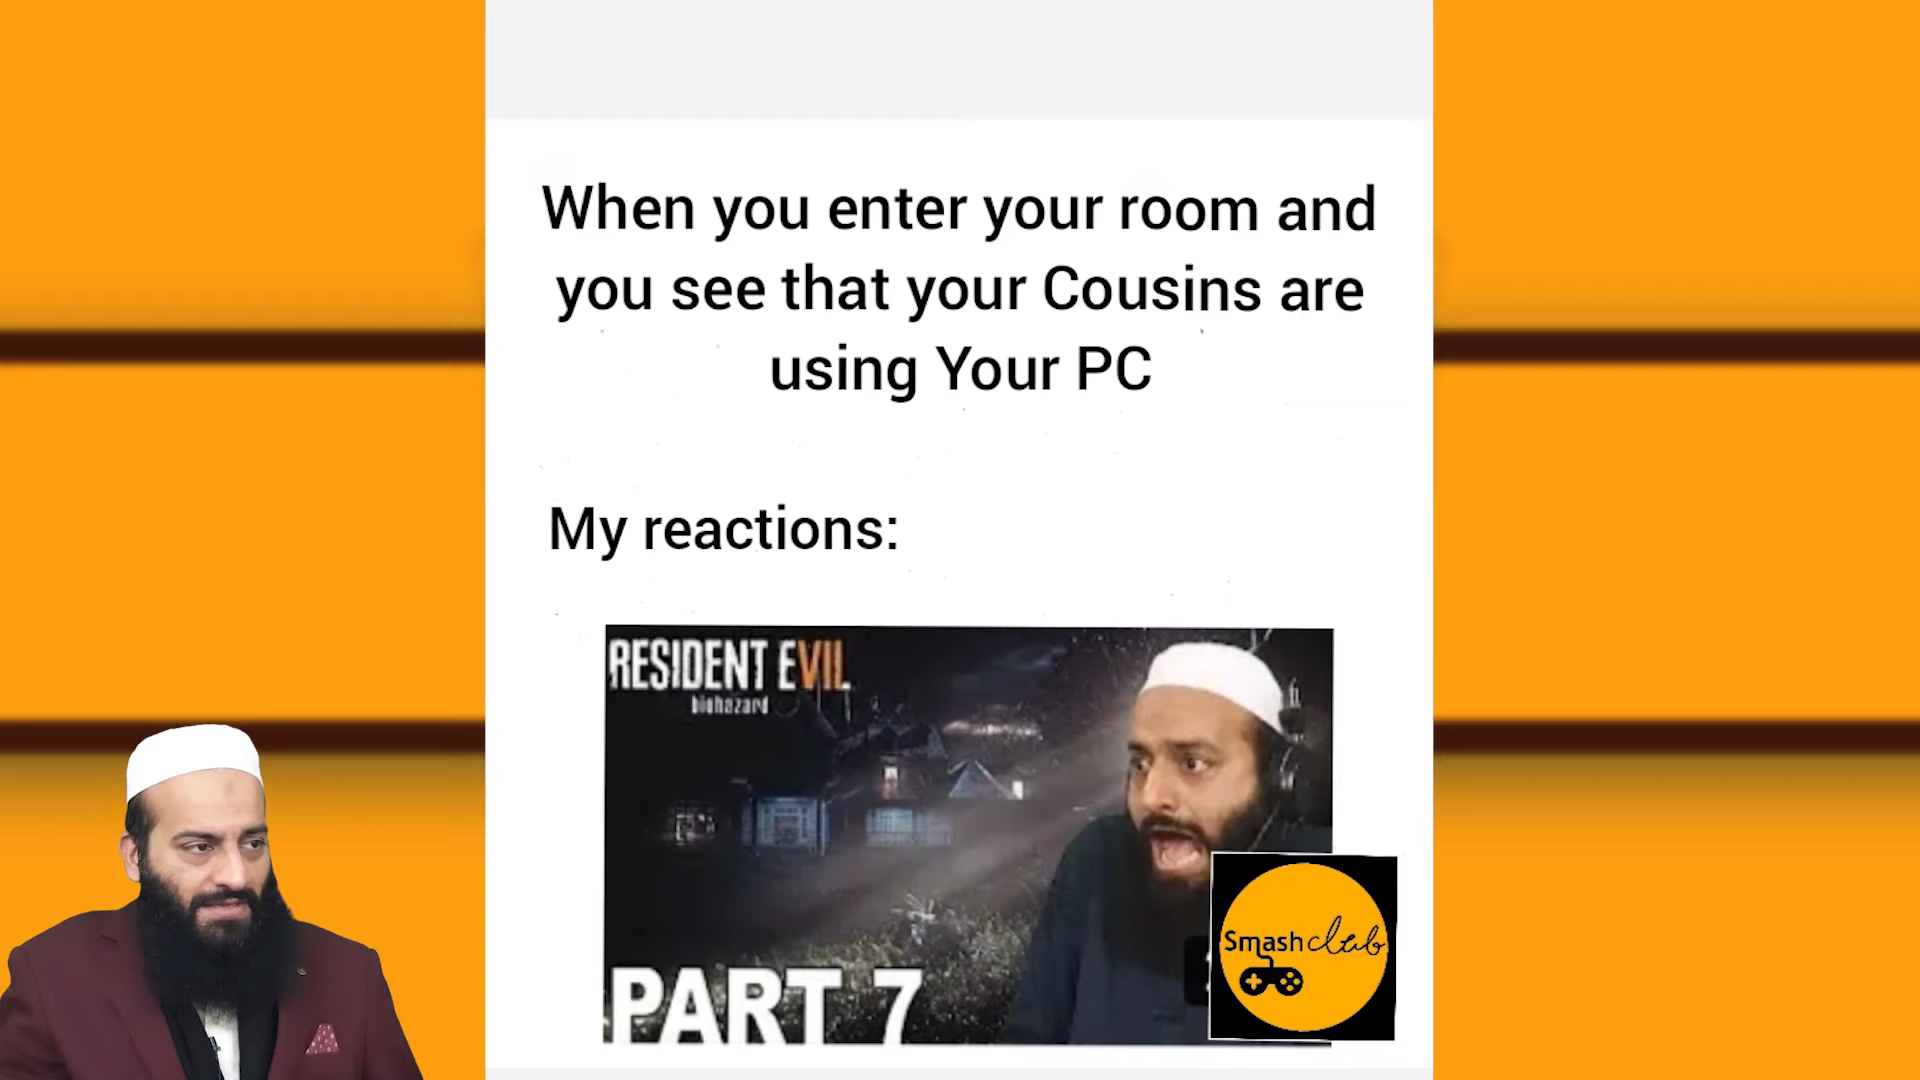 When you enter your room and
you see that your Cousins are
using Your PC
My reactions:
RESIDENT EVIL
biohazard
PART 7
Smash club